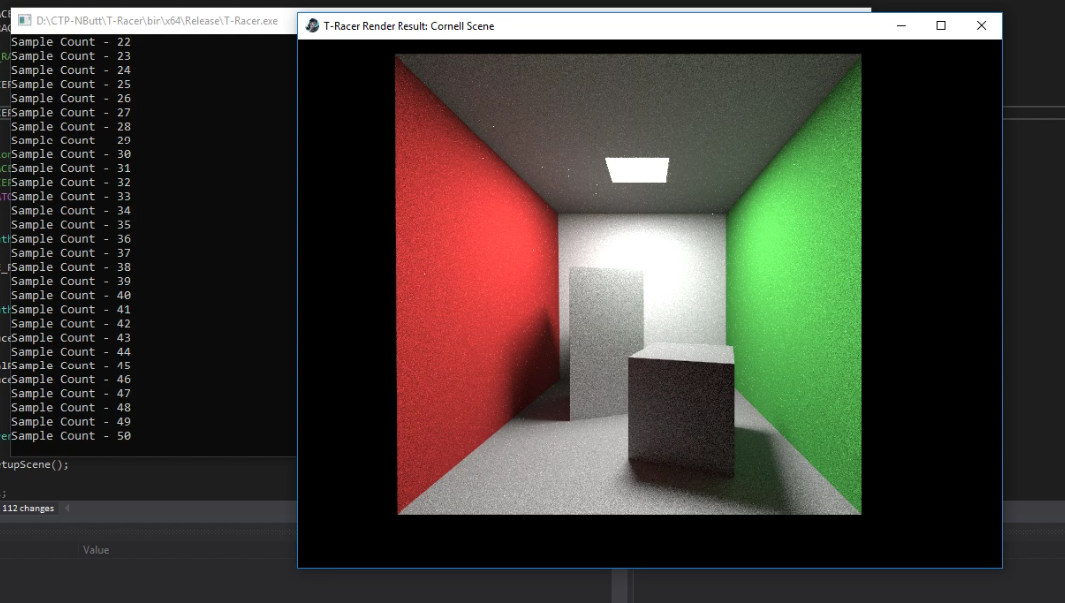 D:\CTP-NButt\T-Racer\bin\x64\Release\T-Racer.exe
T-Racer Render Result: Cornell Scene
Sample Count - 22
Sample Count - 23
Sample Count - 24
Sample Count - 25
Sample Count - 26
Sample Count - 27
Sample Count - 28
Sample Count - 29
Sample Count - 30
Sample Count - 31
Sample Count - 32
Sample Count - 33
Sample Count - 34
Sample Count - 35
Sample Count - 36
Sample Count - 37
Sample Count - 38
Sample Count - 39
Sample Count - 40
Sample Count - 41
Sample Count - 42
Sample Count - 43
Sample Count - 44
Sample Count - 45
Sample Count - 46
Sample Count - 47
Sample Count - 48
Sample Count - 49
Sample Count - 50
tupScene();
;
112 changes
Value